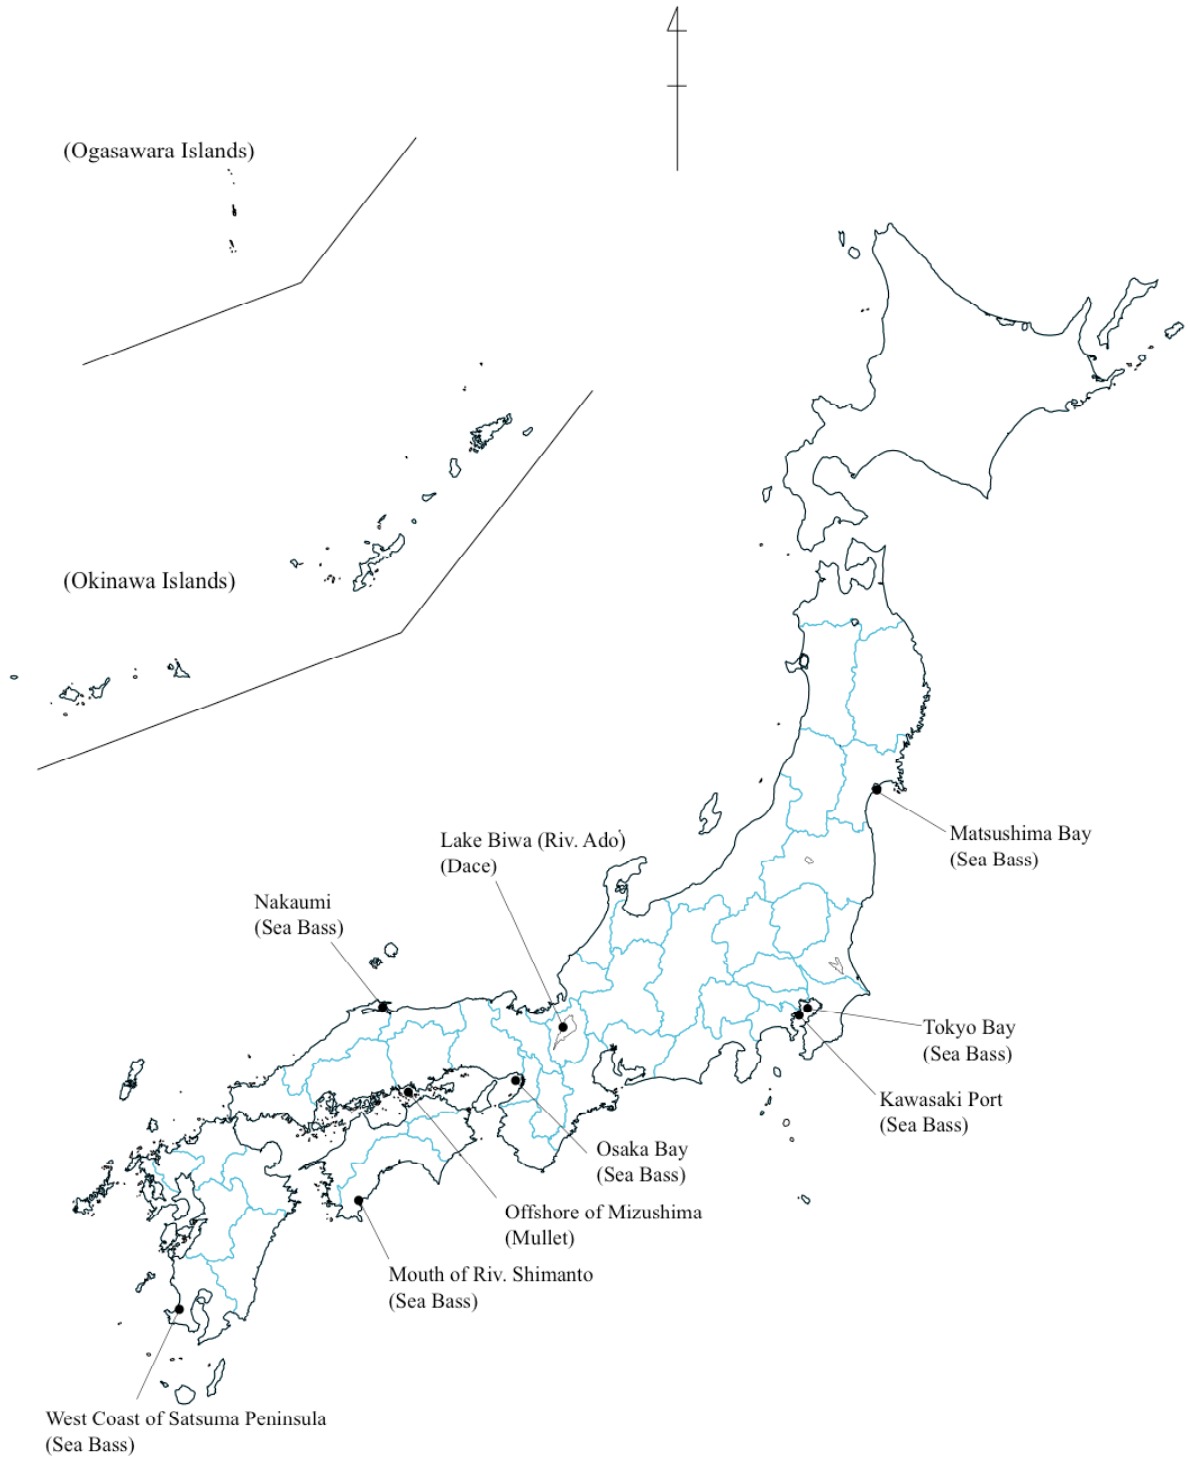 (Ogasawara Islands)
(Okinawa Islands)
Matsushima Bay
(Sea Bass)
Lake Biwa (Riv. Ado)
(Dace)
Nakaumi
(Sea Bass)
Tokyo Bay
(Sea Bass)
Kawasaki Port
(Sea Bass)
Osaka Bay
(Sea Bass)
Offshore of Mizushima
(Mullet)
Mouth of Riv. Shimanto
(Sea Bass)
West Coast of Satsuma Peninsula
(Sea Bass)